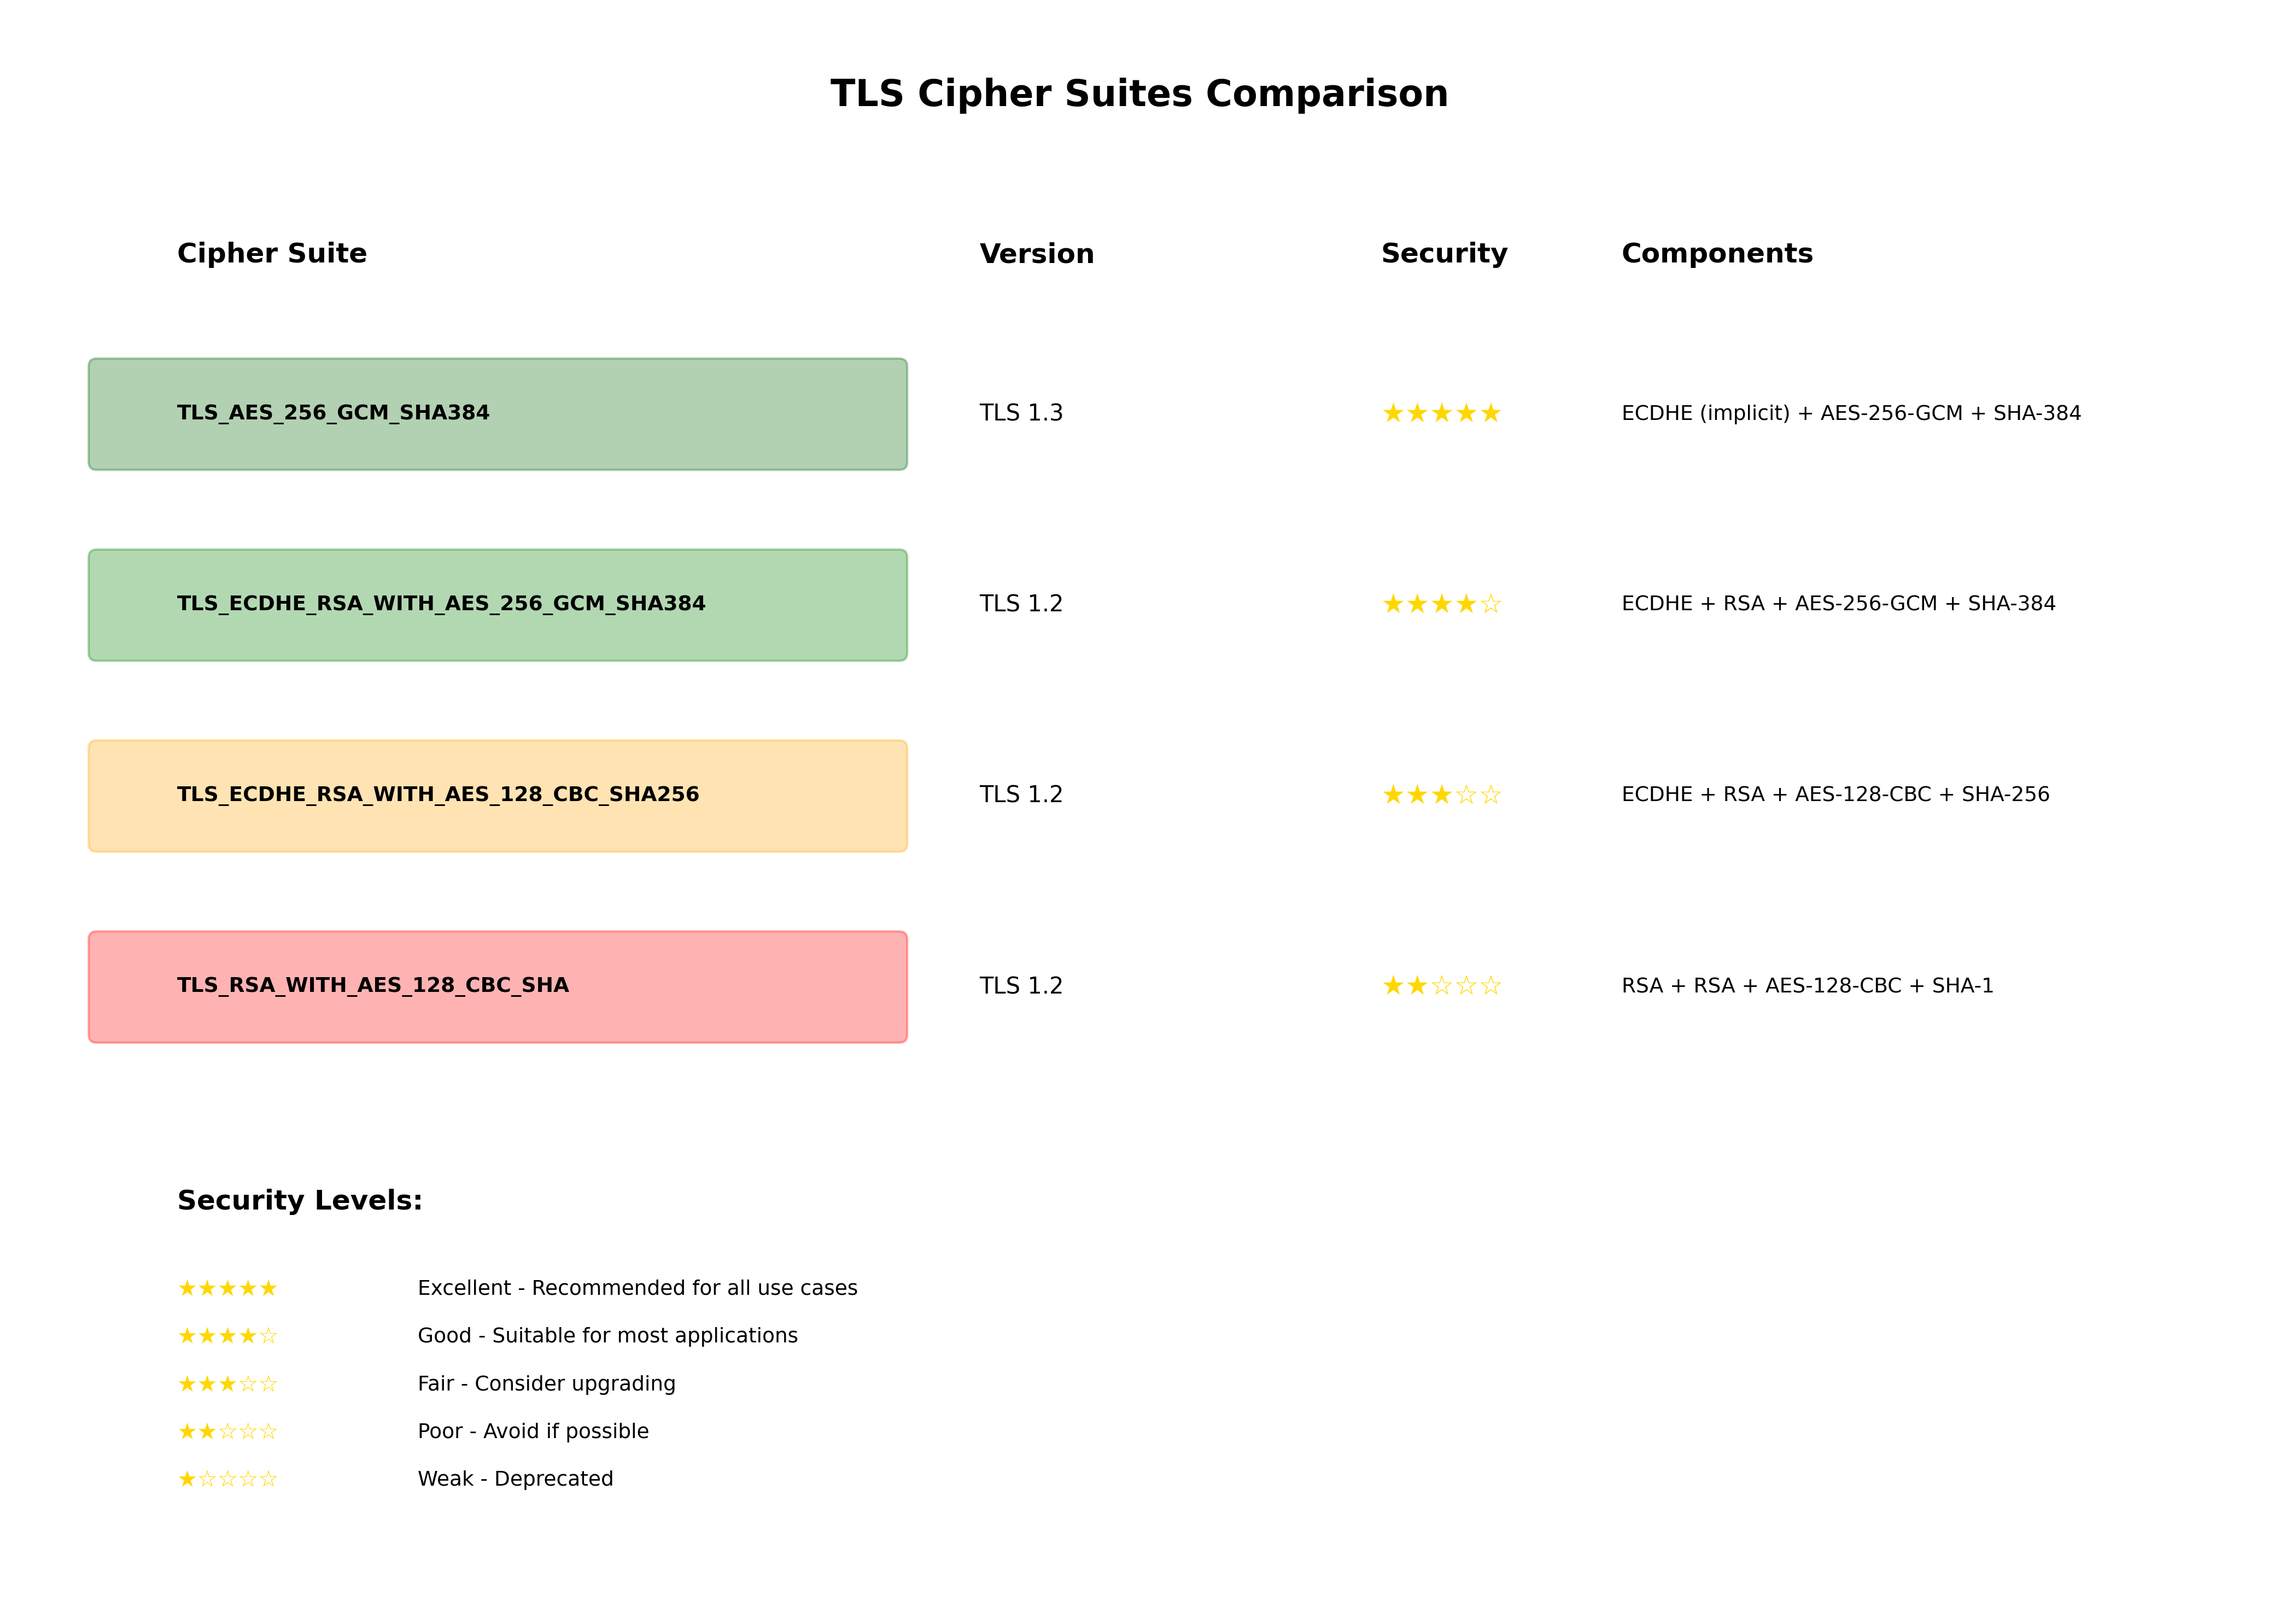 TLS Cipher Suites Comparison
Cipher Suite Version Security Components
TLS_AES_256_GCM_SHA384 TLS 1.3 ★★★★★ ECDHE (implicit) + AES-256-GCM + SHA-384
TLS_ECDHE_RSA_WITH_AES_256_GCM_SHA384 TLS 1.2 ★★★★☆ ECDHE + RSA + AES-256-GCM + SHA-384
TLS_ECDHE_RSA_WITH_AES_128_CBC_SHA256 TLS 1.2 ★★★☆☆ ECDHE + RSA + AES-128-CBC + SHA-256
TLS_RSA_WITH_AES_128_CBC_SHA TLS 1.2 ★★☆☆☆ RSA + RSA + AES-128-CBC + SHA-1
Security Levels:
★★★★★ Excellent - Recommended for all use cases
★★★★☆ Good - Suitable for most applications
★★★☆☆ Fair - Consider upgrading
★★☆☆☆ Poor - Avoid if possible
★☆☆☆☆ Weak - Deprecated